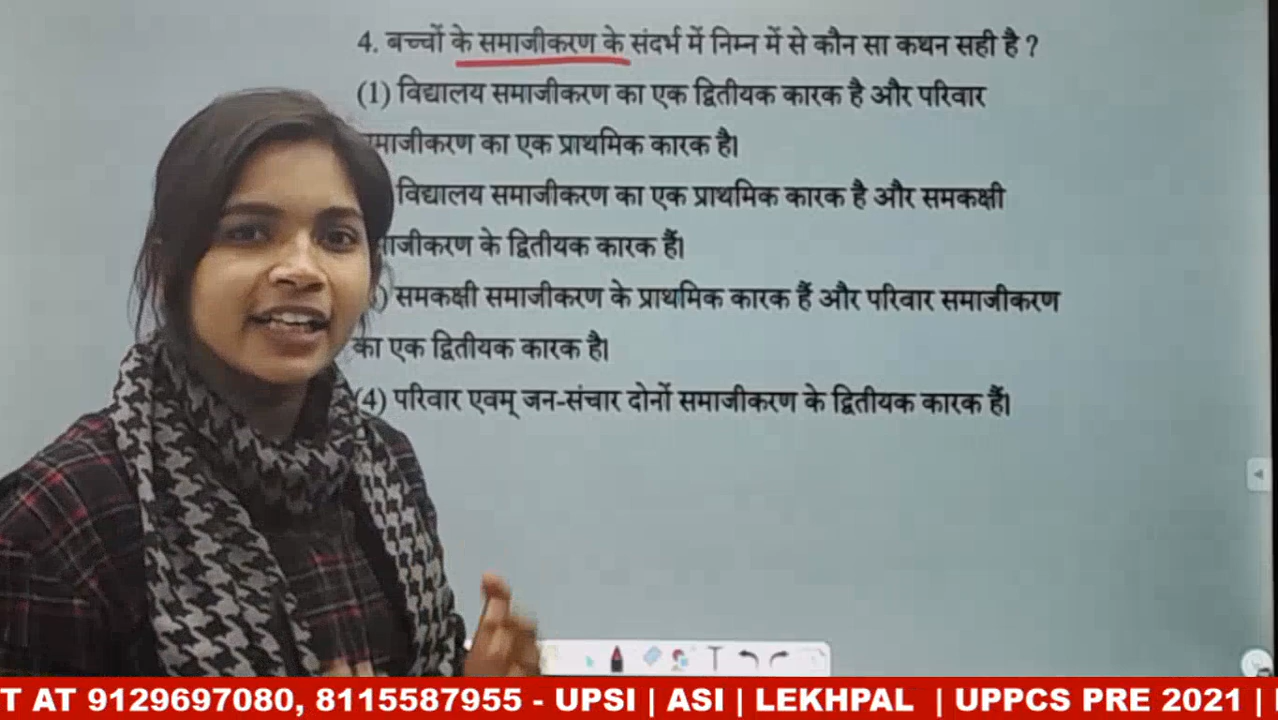 4. बच्चों के समाजीकरण के संदर्भ में निम्न में से कौन सा कथन सही है ?
(1) विद्यालय समाजीकरण का एक द्वितीयक कारक है और परिवार
माजीकरण का एक प्राथमिक कारक है।
विद्यालय समाजीकरण का एक प्राथमिक कारक है और समकक्षी
ाजीकरण के द्वितीयक कारक हैं।
) समकक्षी समाजीकरण के प्राथमिक कारक हैं और परिवार समाजीकरण
का एक द्वितीयक कारक है।
(4) परिवार एवम् जन-संचार दोनों समाजीकरण के द्वितीयक कारक हैं।
T
T AT 9129697080, 8115587955 - UPSI | ASI | LEKHPAL | UPPCS PRE 2021 |